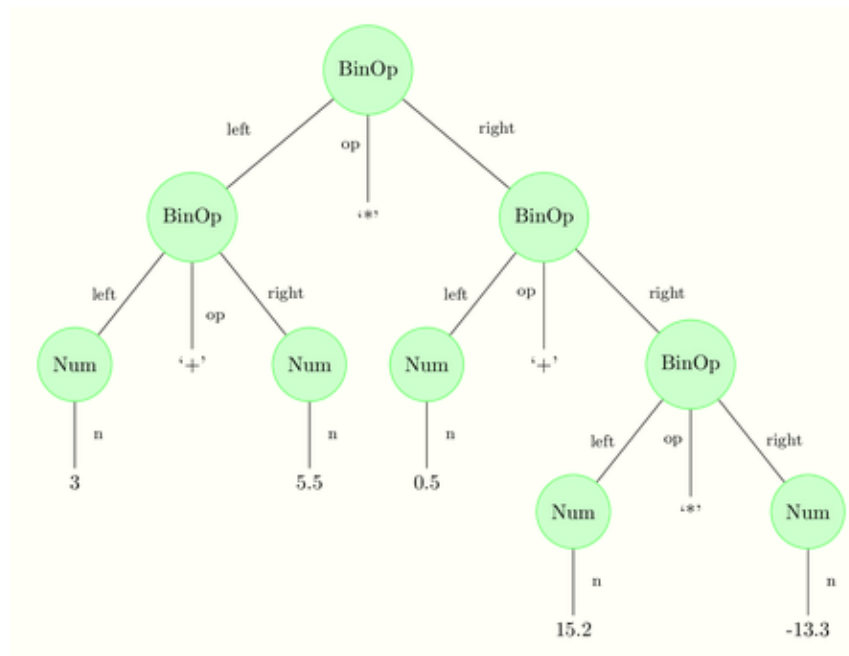 BinOp
left
op
right
BinOp
‘*’
BinOp
left
op
right
left
op
right
Num
‘+’
Num
Num
‘+’
BinOp
n
n
n
left
op
right
3
5.5
0.5
Num
‘*’
Num
n
n
15.2
-13.3